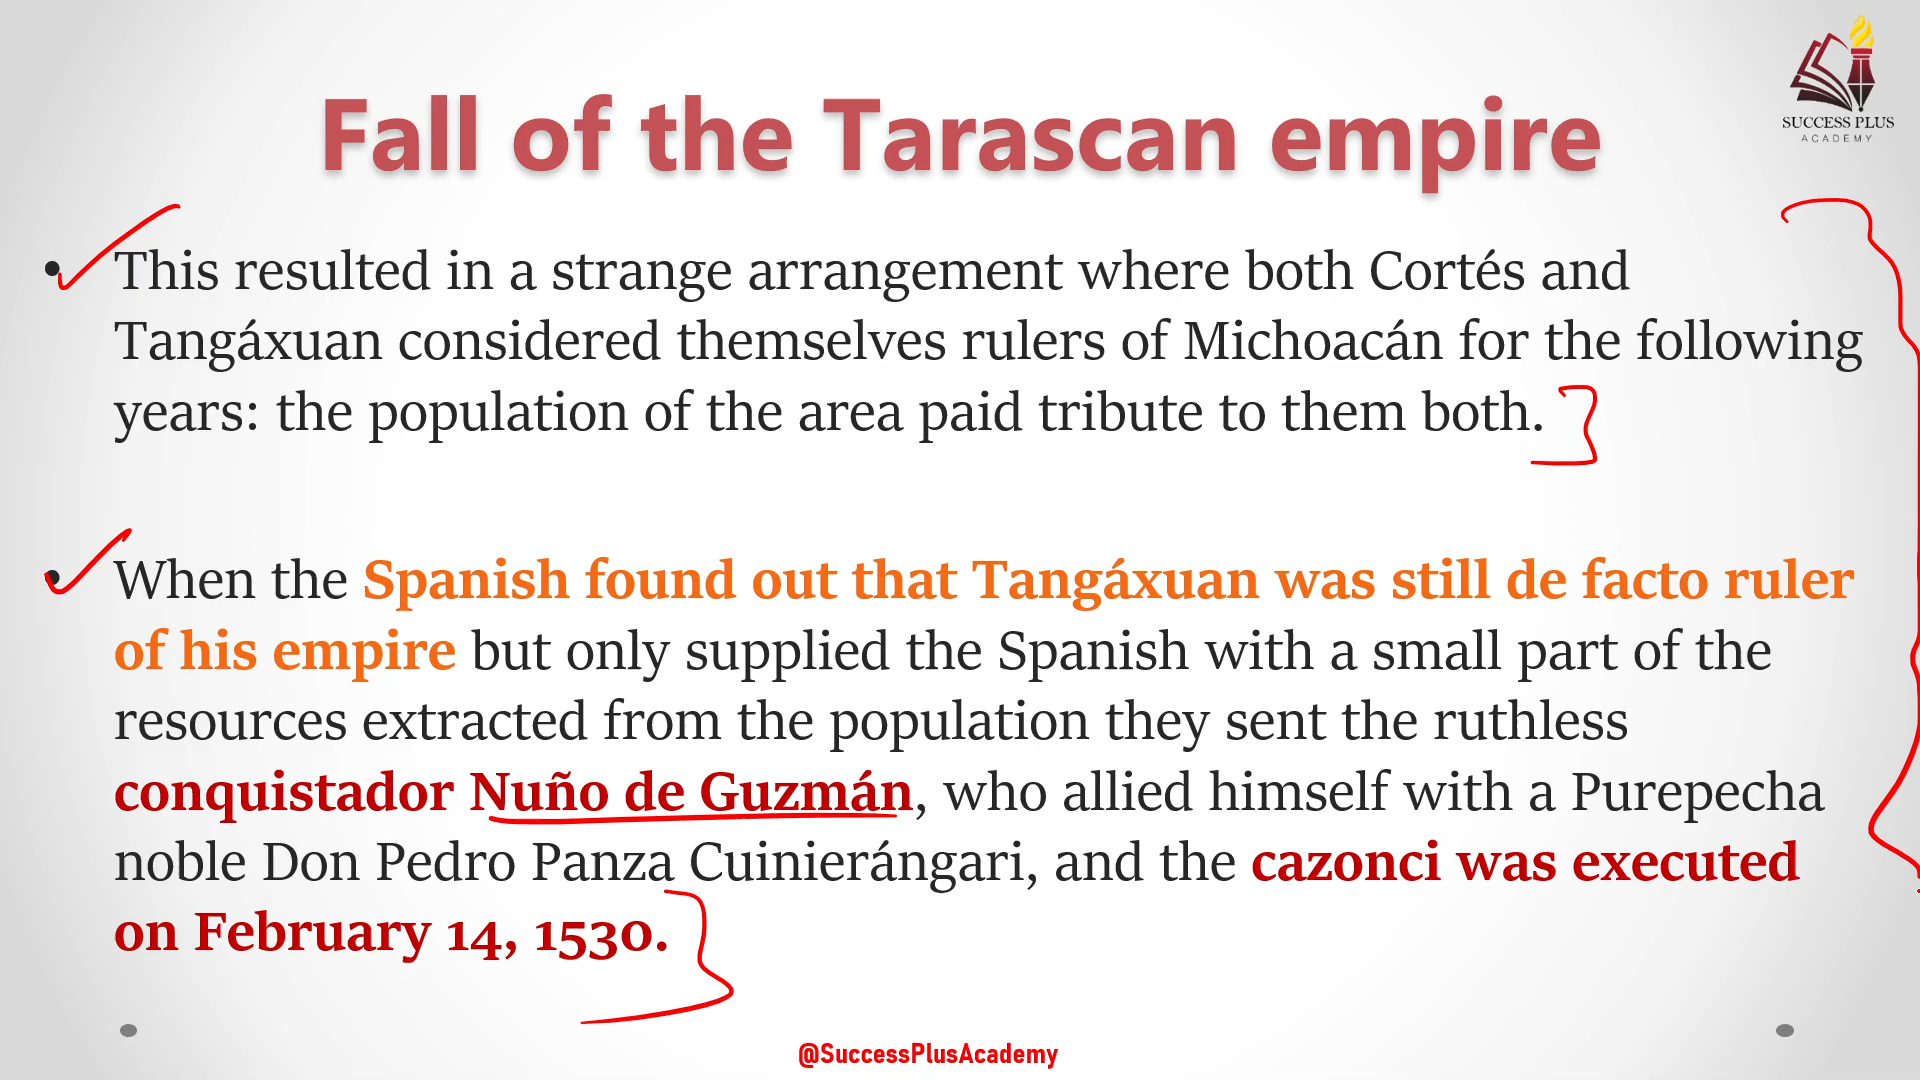 SUCCESS PLUS
ACADEMY
Fall of the Tarascan empire
• This resulted in a strange arrangement where both Cortés and
Tangáxuan considered themselves rulers of Michoacán for the following
years: the population of the area paid tribute to them both.
• When the Spanish found out that Tangáxuan was still de facto ruler
of his empire but only supplied the Spanish with a small part of the
resources extracted from the population they sent the ruthless
conquistador Nuño de Guzmán, who allied himself with a Purepecha
noble Don Pedro Panza Cuinierángari, and the cazonci was executed
on February 14, 1530.
@SuccessPlusAcademy